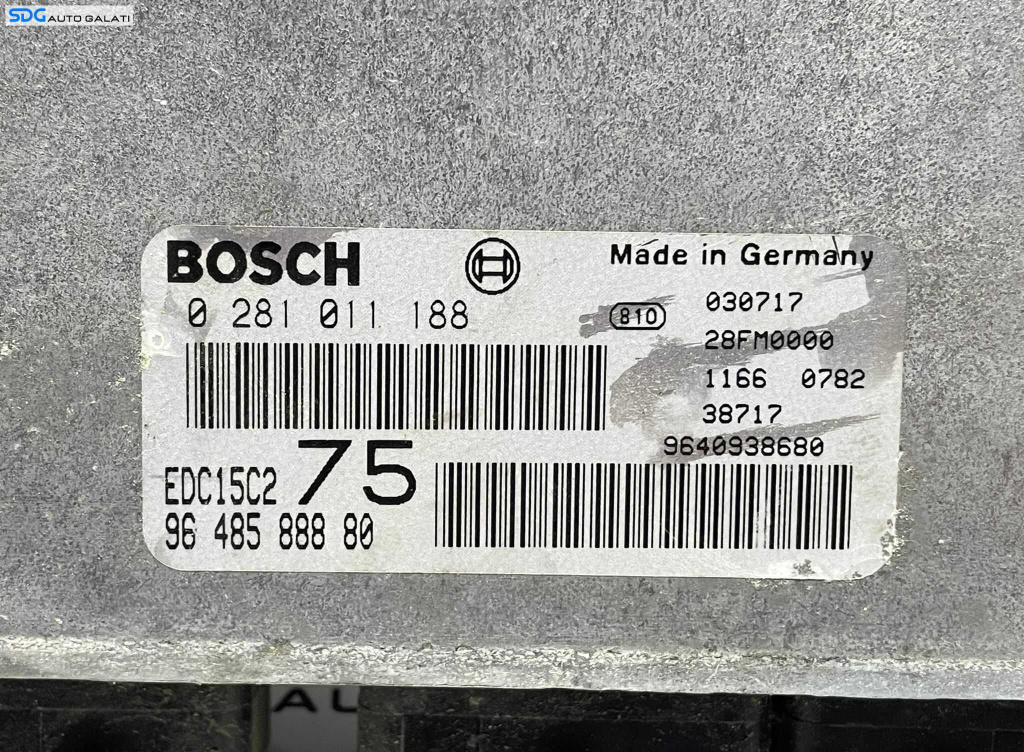 SDG AUTO GALATI
BOSCH
Made in Germany
0 281 011 188
810
030717
28FM0000
1166 0782
38717
9640938680
EDC15C2 75
96 485 888 80
AL